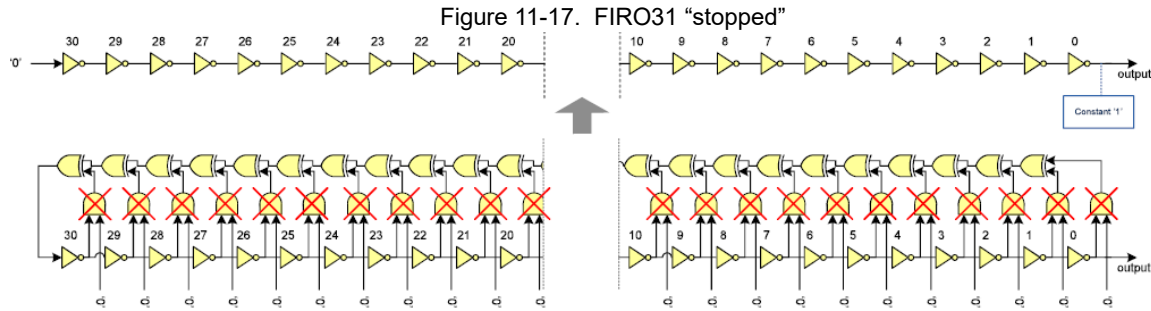 Figure 11-17. FIRO31 “stopped”
30 29 28 27 26 25 24 23 22 21 20 10 9 8 7 6 5 4 3 2 1 0
‘0’
output
Constant ‘1’
30 29 28 27 26 25 24 23 22 21 20 10 9 8 7 6 5 4 3 2 1 0
output